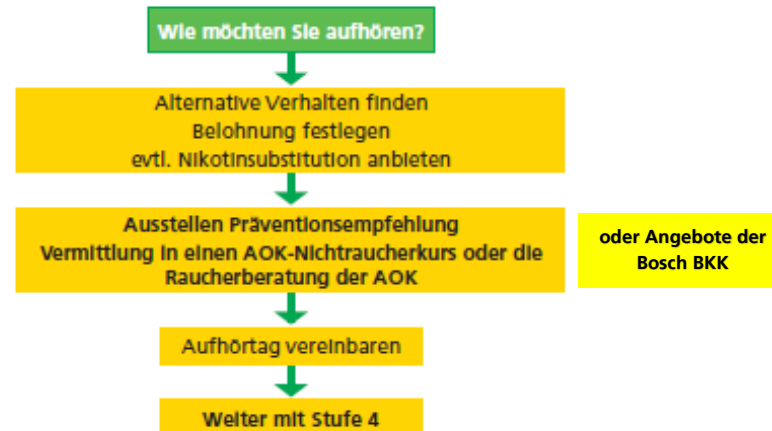 Wie möchten Sie aufhören?
Alternative Verhalten finden
Belohnung festlegen
evtl. Nikotinsubstitution anbieten
Ausstellen Präventionsempfehlung
Vermittlung in einen AOK-Nichtraucherkurs oder die
Raucherberatung der AOK
oder Angebote der
Bosch BKK
Aufhörtag vereinbaren
Weiter mit Stufe 4